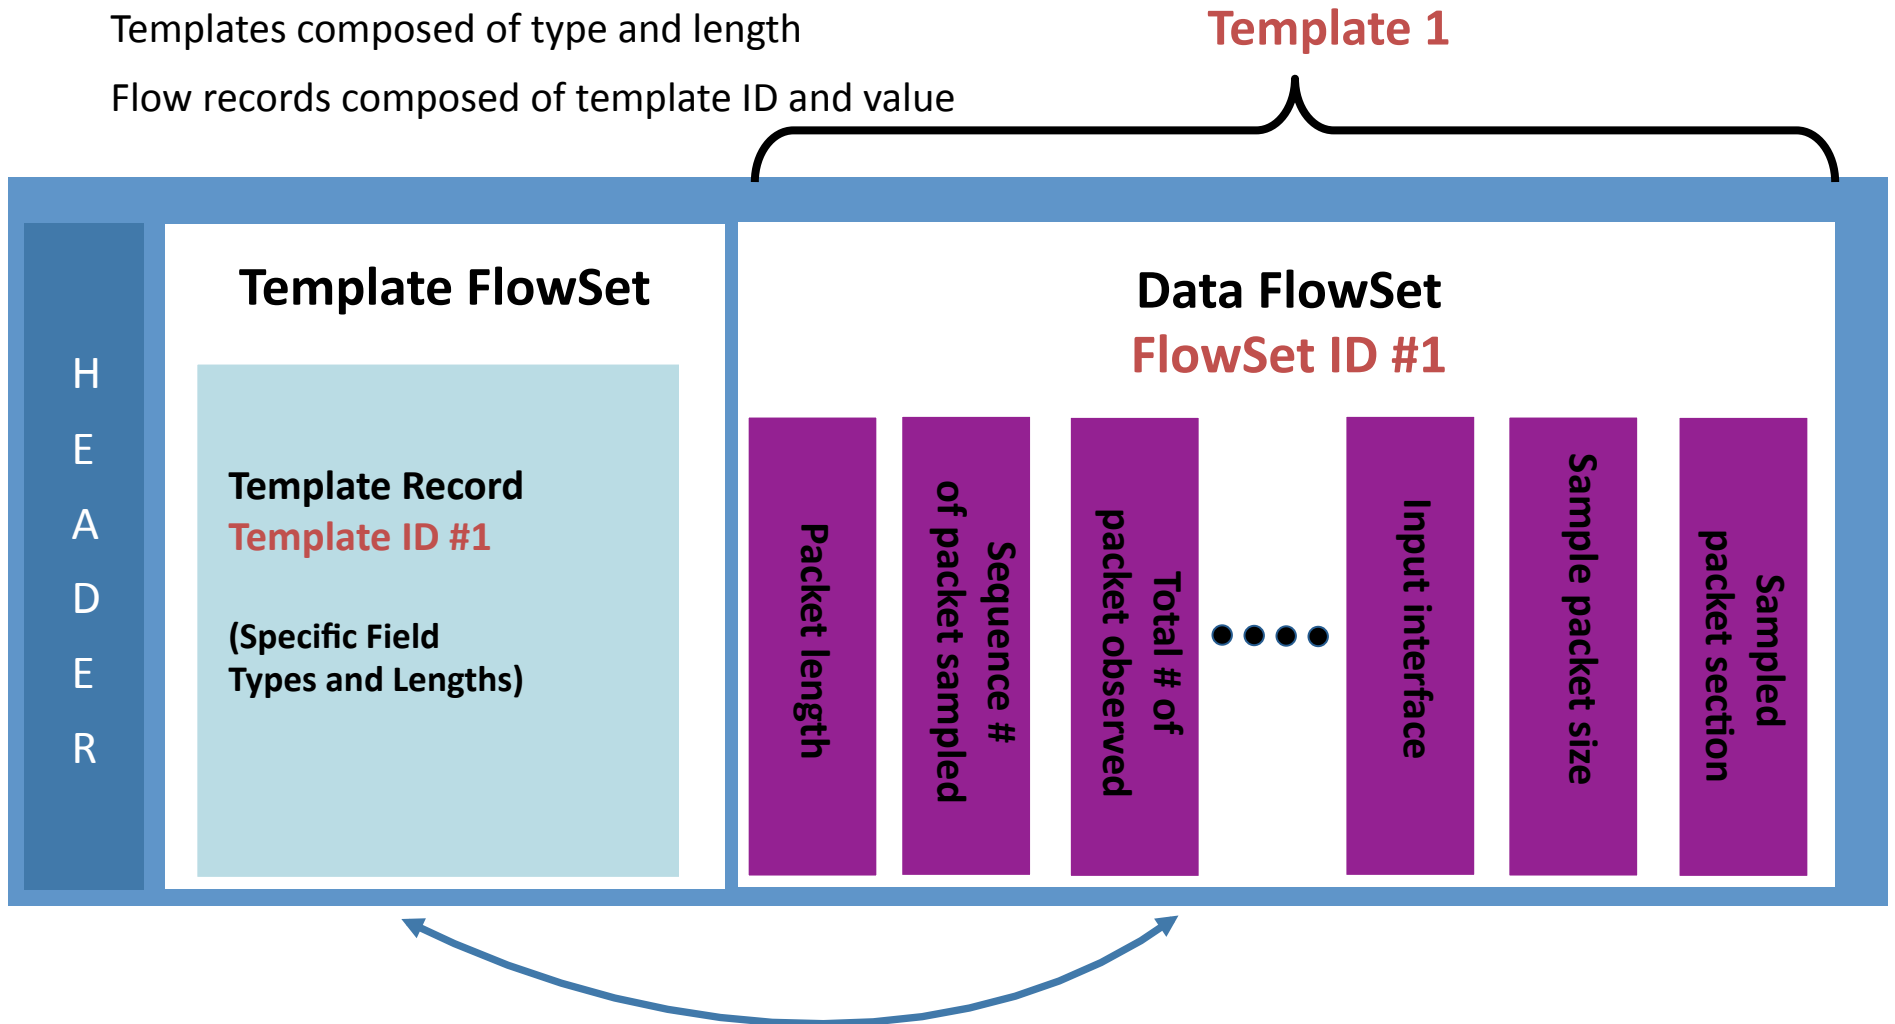 Templates composed of type and length
Flow records composed of template ID and value
Template 1
HEADER
Template FlowSet
Template Record
Template ID #1
(Specific Field
Types and Lengths)
Data FlowSet
FlowSet ID #1
Packet length
Sequence #
of packet sampled
Total # of
packet observed
Input interface
Sample packet size
Sampled
packet section